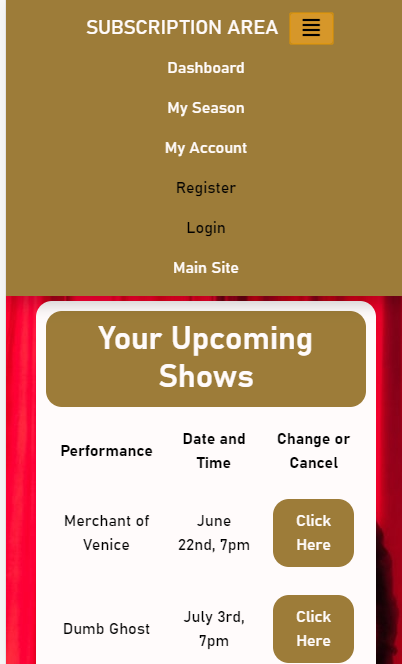 SUBSCRIPTION AREA
Dashboard
My Season
My Account
Register
Login
Main Site
Your Upcoming
Shows
Performance
Date and
Time
Change or
Cancel
Merchant of
Venice
June
22nd, 7pm
Click
Here
Dumb Ghost
July 3rd,
7pm
Click
Here